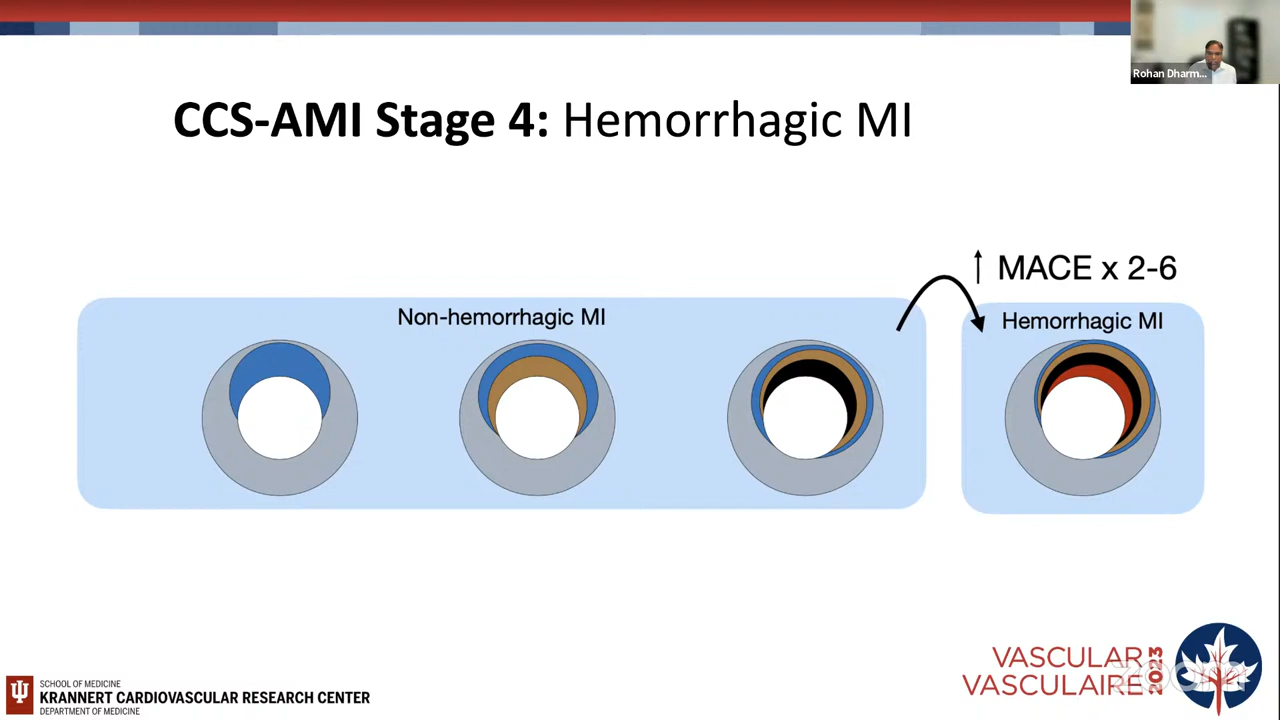 Rohan Dharm...
CCS-AMI Stage 4: Hemorrhagic MI
↑ MACE x 2-6
Non-hemorrhagic MI
Hemorrhagic MI
SCHOOL OF MEDICINE
KRANNERT CARDIOVASCULAR RESEARCH CENTER
DEPARTMENT OF MEDICINE
VASCULAR
VASCULAIRE
2023
zoom